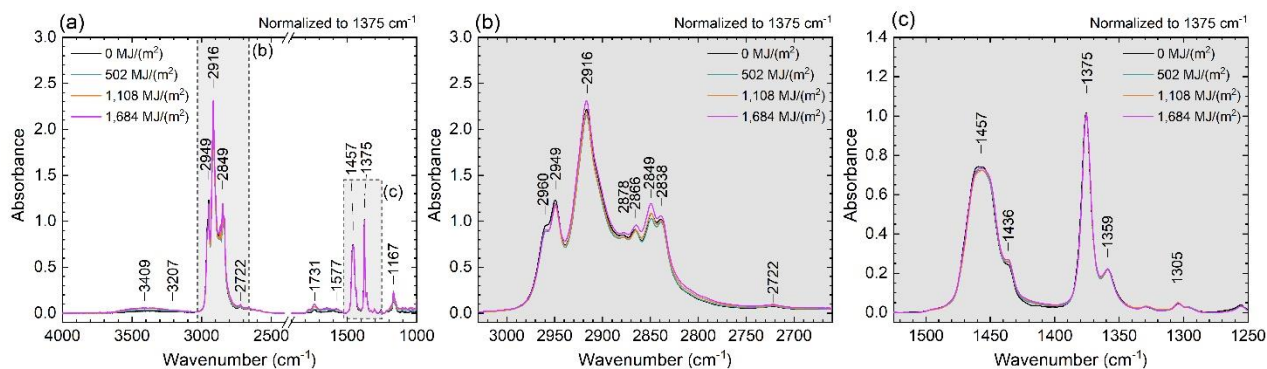 (a)
Normalized to 1375 cm⁻¹
3.0
2.5
2.0
1.5
1.0
0.5
0.0
Absorbance
0 MJ/(m²)
502 MJ/(m²)
1,108 MJ/(m²)
1,684 MJ/(m²)
(b)
2916
2949
2849
3409
3207
2722
1731
1577
1457
1375
(c)
1167
4000
3500
3000
2500
1500
1000
Wavenumber (cm⁻¹)
(b)
Normalized to 1375 cm⁻¹
3.0
2.5
2.0
1.5
1.0
0.5
0.0
Absorbance
0 MJ/(m²)
502 MJ/(m²)
1,108 MJ/(m²)
1,684 MJ/(m²)
2960
2949
2916
2878
2866
2849
2838
2722
3000
2950
2900
2850
2800
2750
2700
Wavenumber (cm⁻¹)
(c)
Normalized to 1375 cm⁻¹
1.4
1.2
1.0
0.8
0.6
0.4
0.2
0.0
Absorbance
0 MJ/(m²)
502 MJ/(m²)
1,108 MJ/(m²)
1,684 MJ/(m²)
1457
1436
1375
1359
1305
1500
1450
1400
1350
1300
1250
Wavenumber (cm⁻¹)